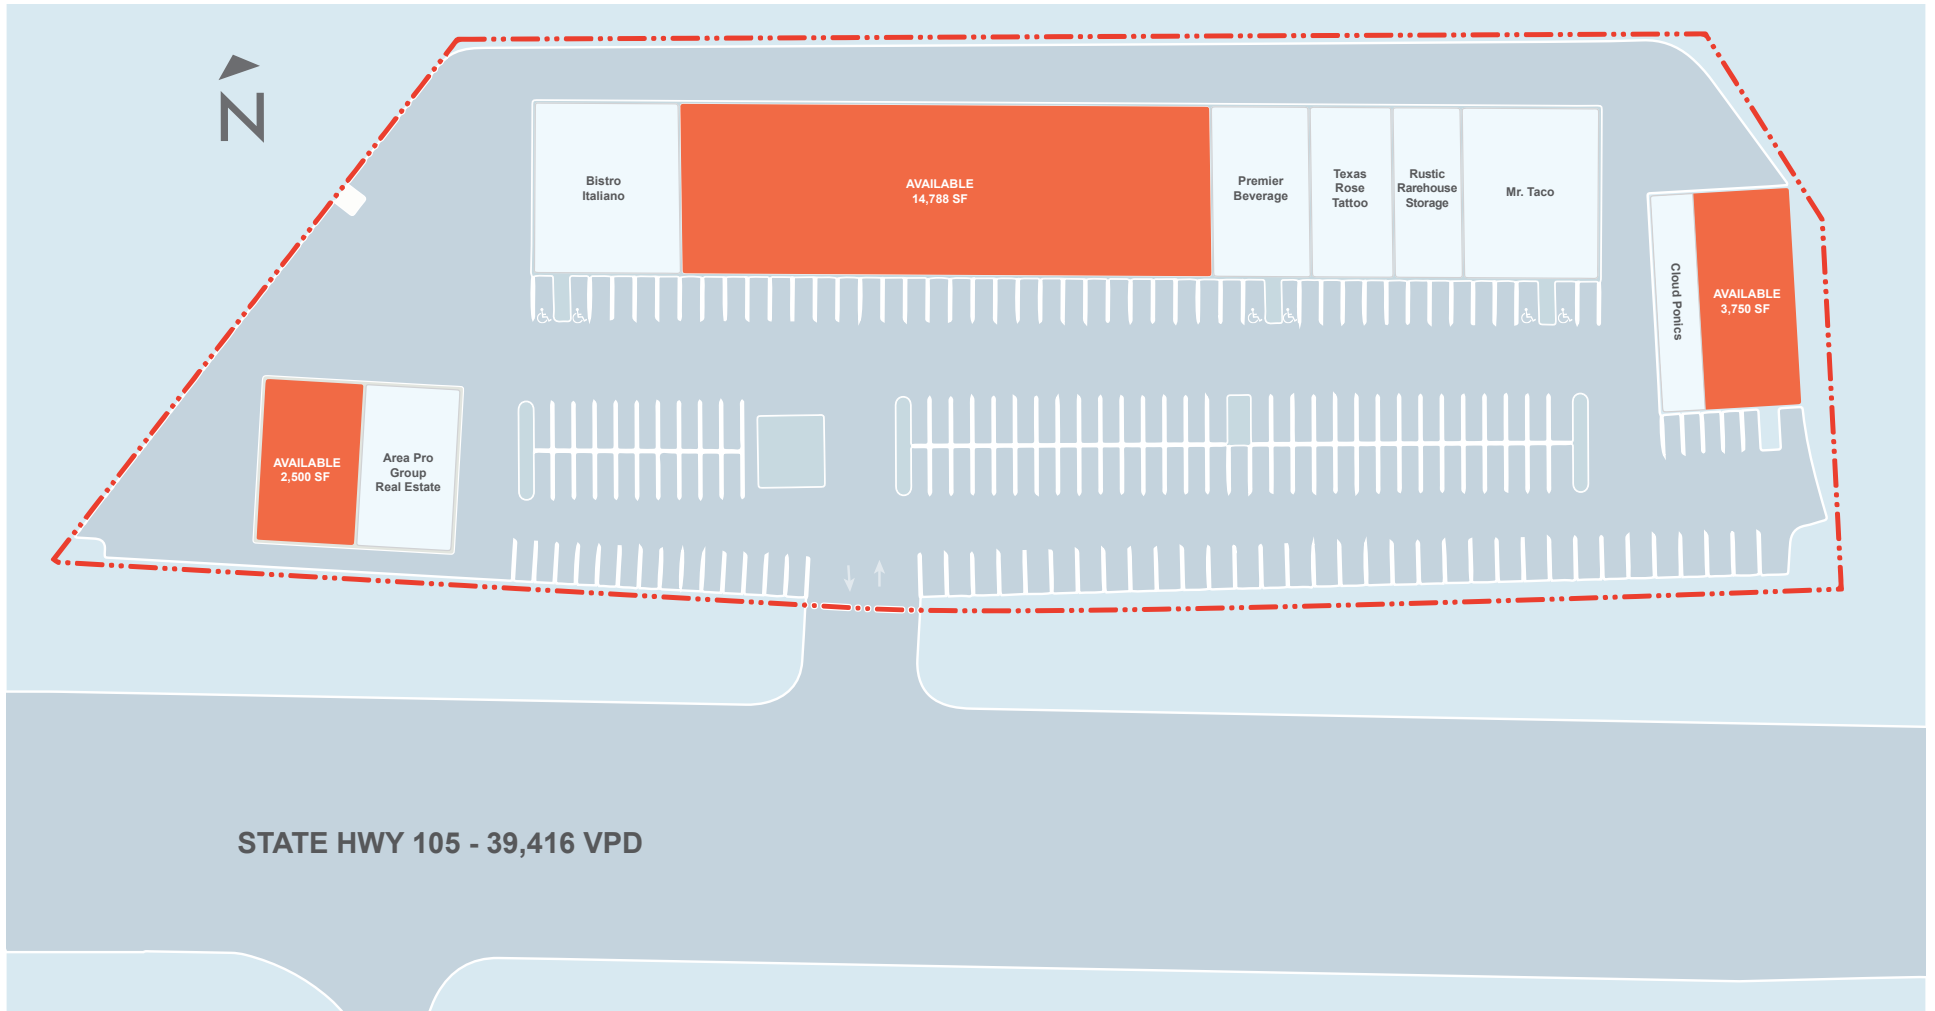 N
Bistro
Italiano
AVAILABLE
14,788 SF
Premier
Beverage
Texas
Rose
Tattoo
Rustic
Rarehouse
Storage
Mr. Taco
Cloud Ponics
AVAILABLE
3,750 SF
AVAILABLE
2,500 SF
Area Pro
Group
Real Estate
STATE HWY 105 - 39,416 VPD